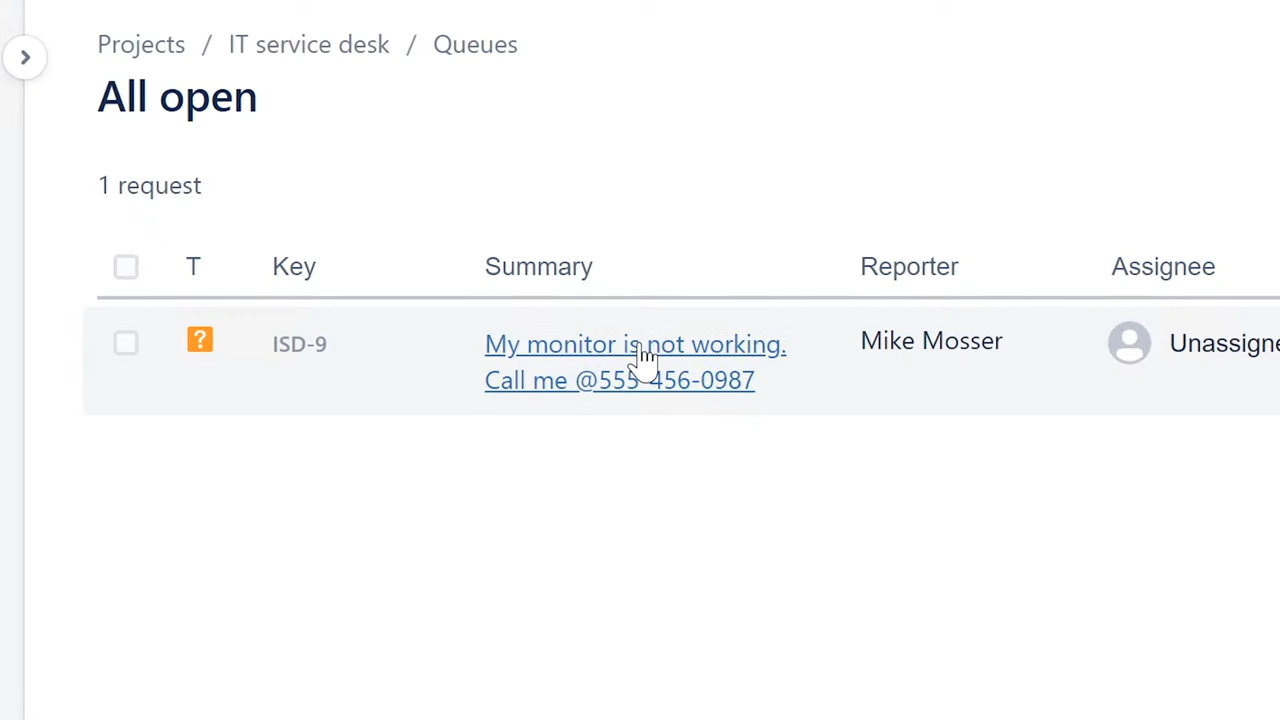 Projects / IT service desk / Queues
All open
1 request
T Key Summary Reporter Assignee
? ISD-9 My monitor is not working. Mike Mosser Unassigne
Call me @555-456-0987